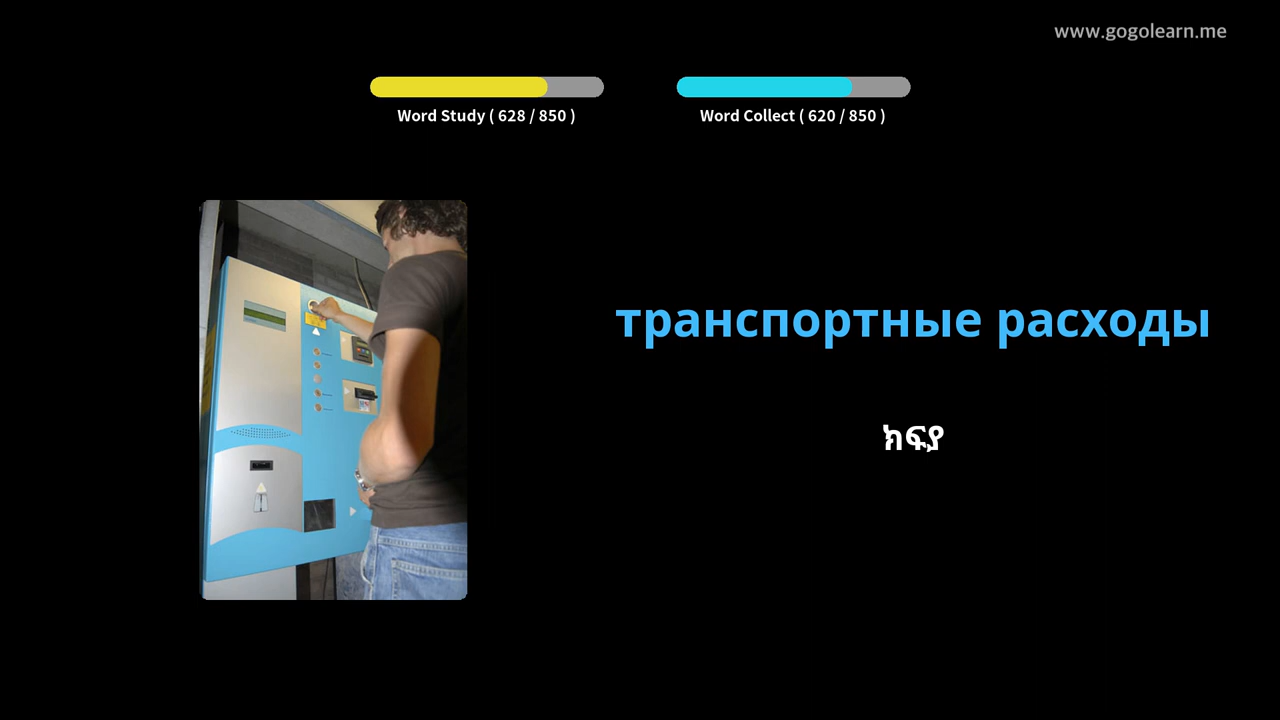 www.gogolearn.me
Word Study ( 628 / 850 )
Word Collect ( 620 / 850 )
транспортные расходы
ክፍያ